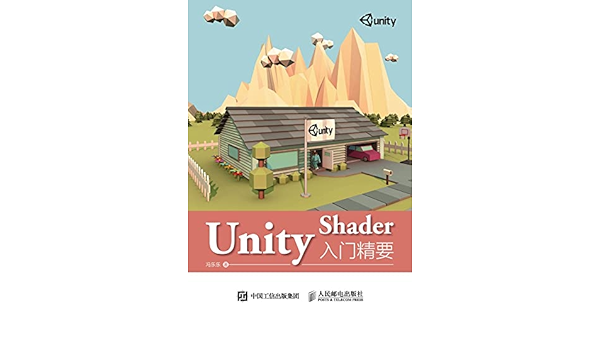 unity
unity
Unity Shader
入门精要
冯乐乐 著
中国工信出版集团
人民邮电出版社
POSTS & TELECOM PRESS